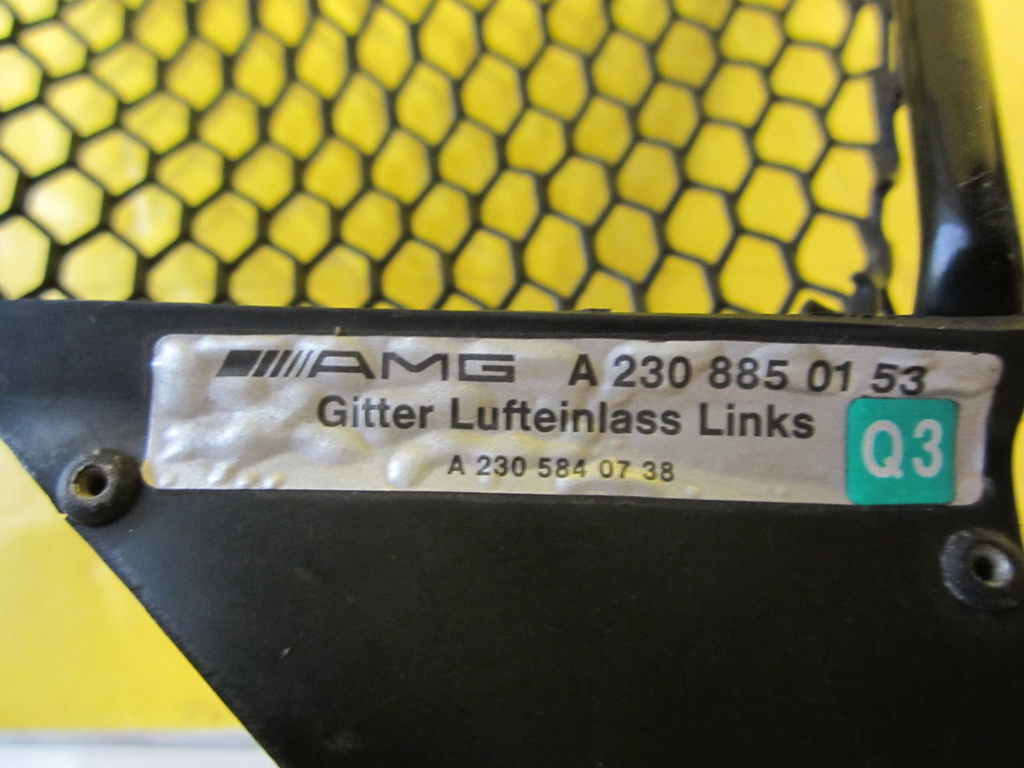 AMG A 230 885 01 53
Gitter Lufteinlass Links
A 230 584 07 38
Q3